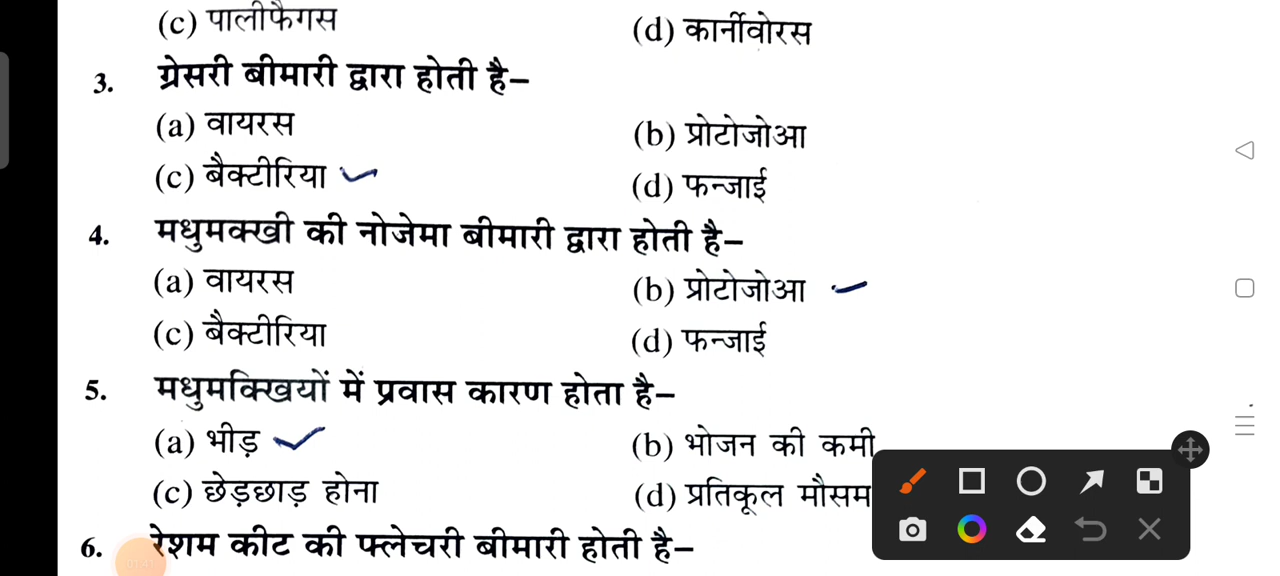 (c) पालीफैगस (d) कार्नीवोरस
3. ग्रेसरी बीमारी द्वारा होती है–
(a) वायरस (b) प्रोटोजोआ
(c) बैक्टीरिया (d) फन्जाई
4. मधुमक्खी की नोजेमा बीमारी द्वारा होती है–
(a) वायरस (b) प्रोटोजोआ
(c) बैक्टीरिया (d) फन्जाई
5. मधुमक्खियों में प्रवास कारण होता है–
(a) भीड़ (b) भोजन की कमी
(c) छेड़छाड़ होना (d) प्रतिकूल मौसम
6. रेशम कीट की फ्लेचरी बीमारी होती है–